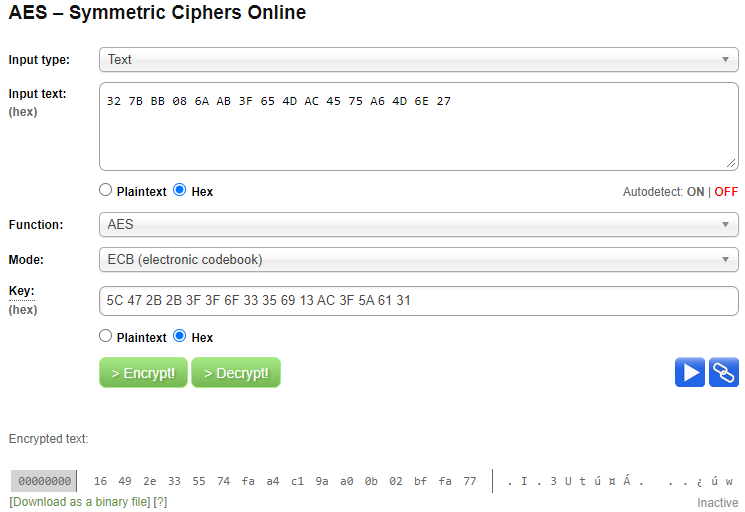 AES – Symmetric Ciphers Online
Input type: Text
Input text: 32 7B BB 08 6A AB 3F 65 4D AC 45 75 A6 4D 6E 27
(hex)
Plaintext Hex Autodetect: ON | OFF
Function: AES
Mode: ECB (electronic codebook)
Key: 5C 47 2B 2B 3F 3F 6F 33 35 69 13 AC 3F 5A 61 31
(hex)
Plaintext Hex
> Encrypt! > Decrypt!
Encrypted text:
00000000 16 49 2e 33 55 74 fa a4 c1 9a a0 0b 02 bf fa 77 . I . 3 U t ú ¤ Á .   . . ¿ ú w
[Download as a binary file] [?] Inactive